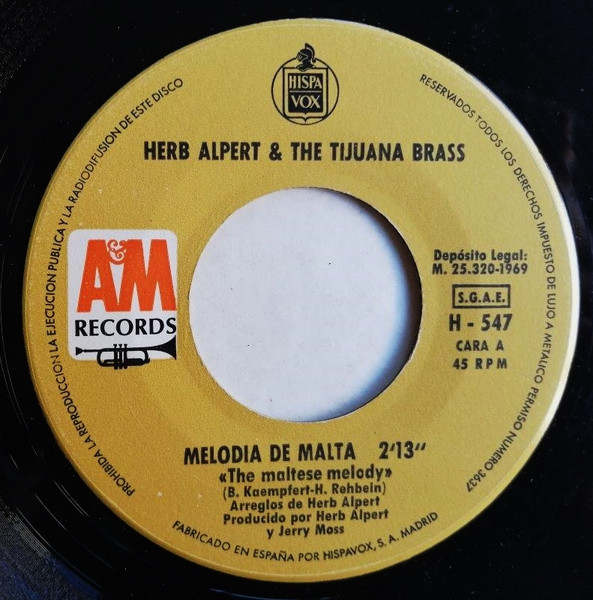 HISPA
VOX
HERB ALPERT & THE TIJUANA BRASS
A&M
RECORDS
Depósito Legal:
M. 25.320-1969
S.G.A.E.
H - 547
CARA A
45 RPM
MELODIA DE MALTA 2'13"
«The maltese melody»
(B. Kaempfert-H. Rehbein)
Arreglos de Herb Alpert
Producido por Herb Alpert
y Jerry Moss
PROHIBIDA LA REPRODUCCION LA EJECUCION PUBLICA Y LA RADIODIFUSION DE ESTE DISCO
RESERVADOS TODOS LOS DERECHOS IMPUESTO DE LUJO A METALICO PERMISO NUMERO 3637
FABRICADO EN ESPAÑA POR HISPAVOX, S. A. MADRID